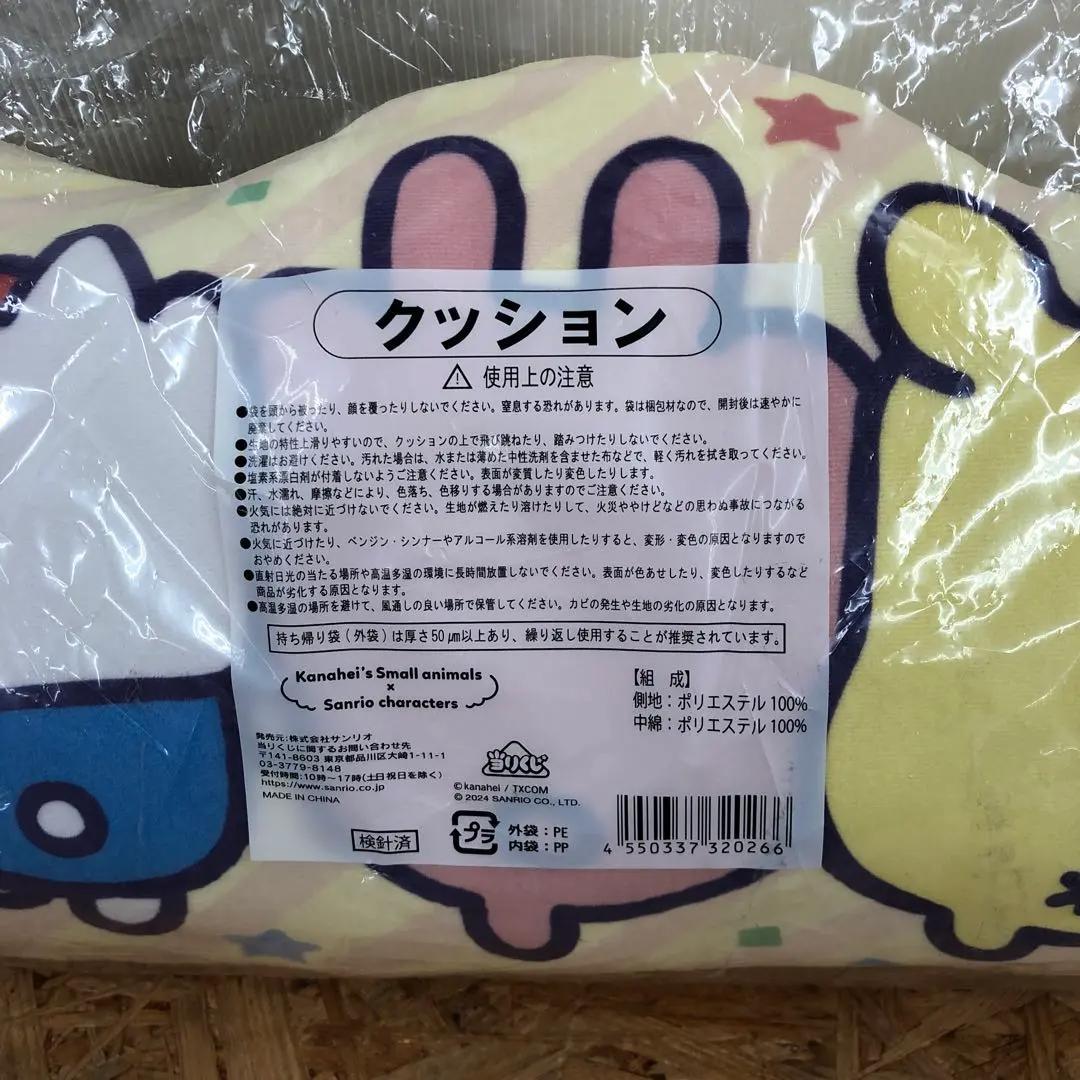 クッション
使用上の注意
●袋を頭から被ったり、顔を覆ったりしないでください。窒息する恐れがあります。袋は梱包材なので、開封後は速やかに
廃棄してください。
●生地の特性上滑りやすいので、クッションの上で飛び跳ねたり、踏みつけたりしないでください。
●洗濯はお避けください。汚れた場合は、水または薄めた中性洗剤を含ませた布などで、軽く汚れを拭き取ってください。
●塩素系漂白剤が付着しないようご注意ください。表面が変質したり変色したりします。
●汗、水濡れ、摩擦などにより、色落ち、色移りする場合がありますのでご注意ください。
●火気には絶対に近づけないでください。生地が燃えたり溶けたりして、火災ややけどなどの思わぬ事故につながる
恐れがあります。
●火気に近づけたり、ベンジン・シンナーやアルコール系溶剤を使用したりすると、変形・変色の原因となりますので
おやめください。
●直射日光の当たる場所や高温多湿の環境に長時間放置しないでください。表面が色あせしたり、変色したりするなど
商品が劣化する原因となります。
●高温多湿の場所を避けて、風通しの良い場所で保管してください。カビの発生や生地の劣化の原因となります。
持ち帰り袋(外袋)は厚さ50μm以上あり、繰り返し使用することが推奨されています。
Kanahei's Small animals
×
Sanrio characters
【組 成】
側地:ポリエステル100%
中綿:ポリエステル100%
発売元:株式会社サンリオ
当りくじに関するお問い合わせ先
〒141-8603 東京都品川区大崎1-11-1
03-3779-8148
受付時間:10時〜17時(土日祝日を除く)
https://www.sanrio.co.jp
MADE IN CHINA
当りくじ
©kanahei / TXCOM
© 2024 SANRIO CO., LTD.
検針済
プラ
外袋:PE
内袋:PP
4 550337 320266